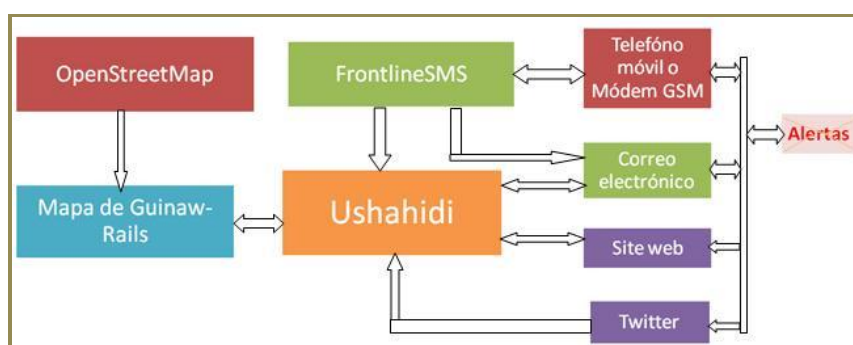 OpenStreetMap
FrontlineSMS
Telefóno
móvil o
Módem GSM
Alertas
Correo
electrónico
Mapa de Guinaw-
Rails
Ushahidi
Site web
Twitter